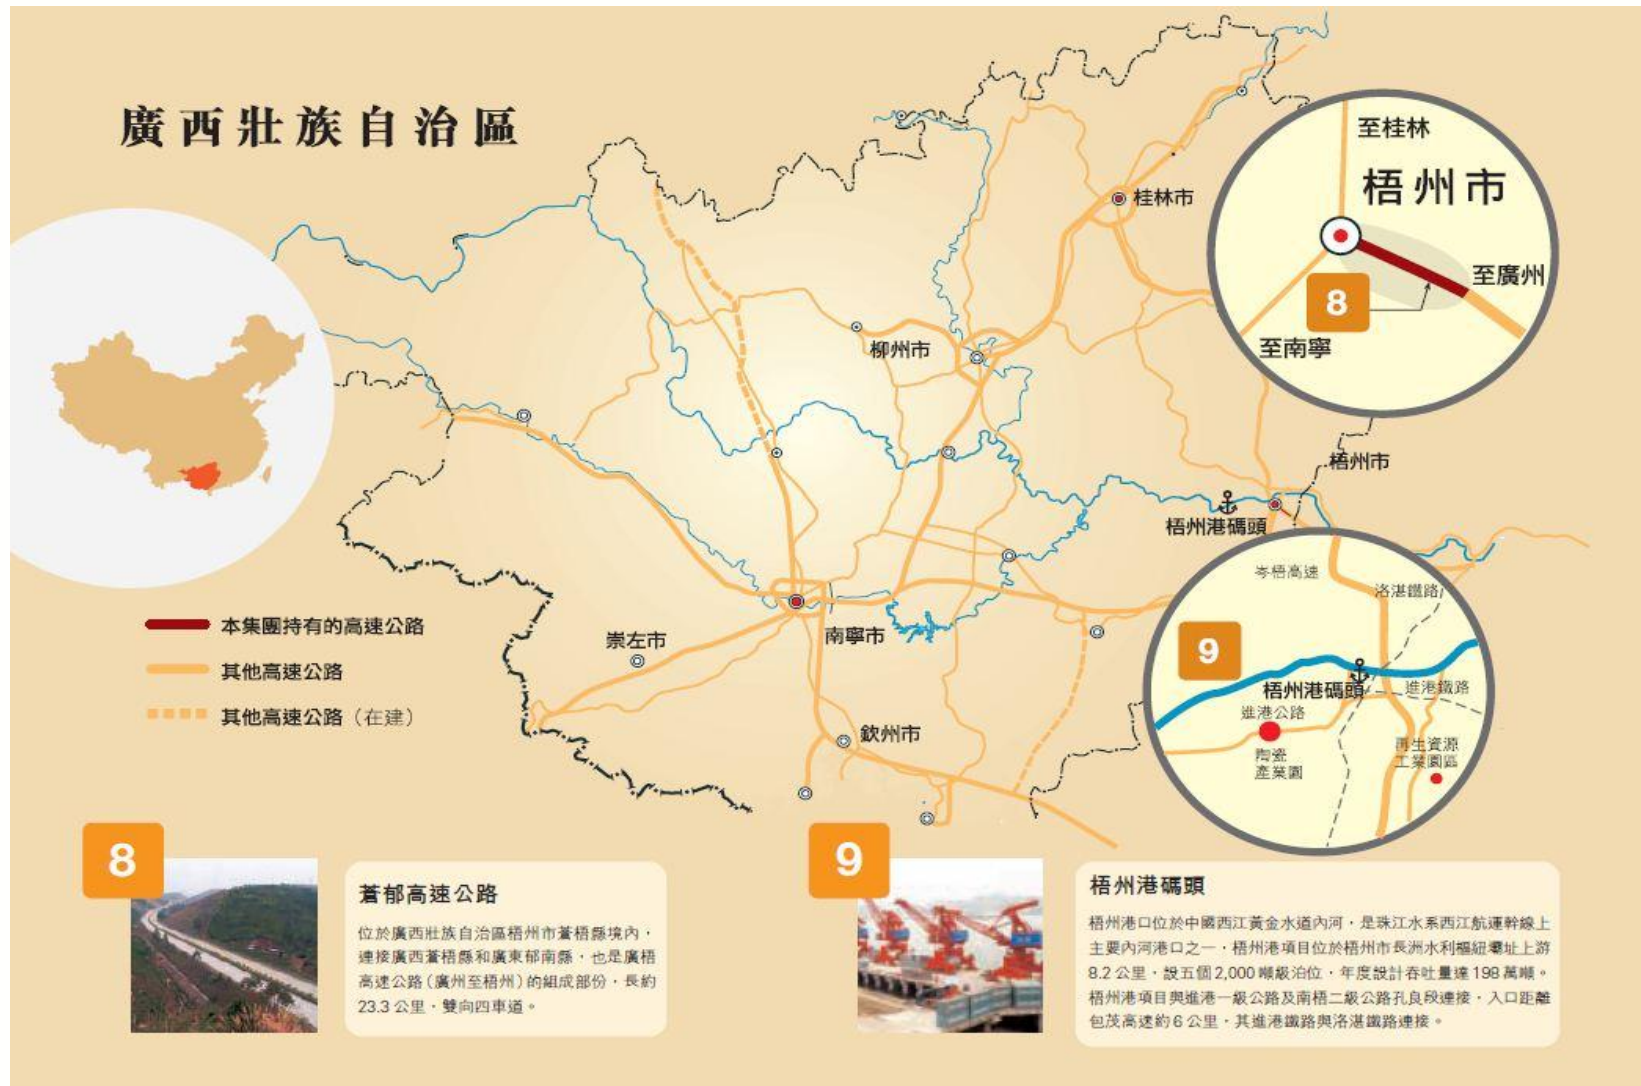 廣西壯族自治區
至桂林
梧州市
至廣州
8
至南寧
桂林市
柳州市
梧州市
梧州港碼頭
南寧市
崇左市
欽州市
本集團持有的高速公路
其他高速公路
其他高速公路（在建）
岑梧高速
洛湛鐵路
9
梧州港碼頭
進港鐵路
進港公路
陶瓷
產業園
再生資源
工業園區
8
蒼郁高速公路
位於廣西壯族自治區梧州市蒼梧縣境內，
連接廣西蒼梧縣和廣東郁南縣，也是廣梧
高速公路（廣州至梧州）的組成部份，長約
23.3 公里，雙向四車道。
9
梧州港碼頭
梧州港口位於中國西江黃金水道內河，是珠江水系西江航運幹線上
主要內河港口之一，梧州港項目位於梧州市長洲水利樞紐壩址上游
8.2 公里，設五個 2,000 噸級泊位，年度設計吞吐量達 198 萬噸。
梧州港項目與進港一級公路及南梧二級公路孔良段連接，入口距離
包茂高速約 6 公里，其進港鐵路與洛湛鐵路連接。